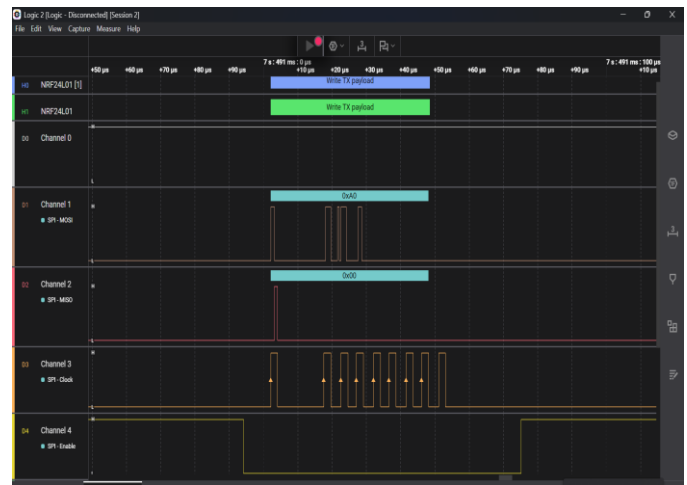 Logic 2 [Logic - Disconnected] [Session 2]
File Edit View Capture Measure Help
7 s : 491 ms : 0 µs
7 s : 491 ms : 100 µs
+50 µs +60 µs +70 µs +80 µs +90 µs +10 µs +20 µs +30 µs +40 µs +50 µs +60 µs +70 µs +80 µs +90 µs +10 µs
H0 NRF24L01 [1] Write TX payload
H1 NRF24L01 Write TX payload
D0 Channel 0
H
L
0xA0
D1 Channel 1
H
SPI - MOSI
L
0x00
D2 Channel 2
H
SPI - MISO
L
D3 Channel 3
H
SPI - Clock
L
D4 Channel 4
H
SPI - Enable